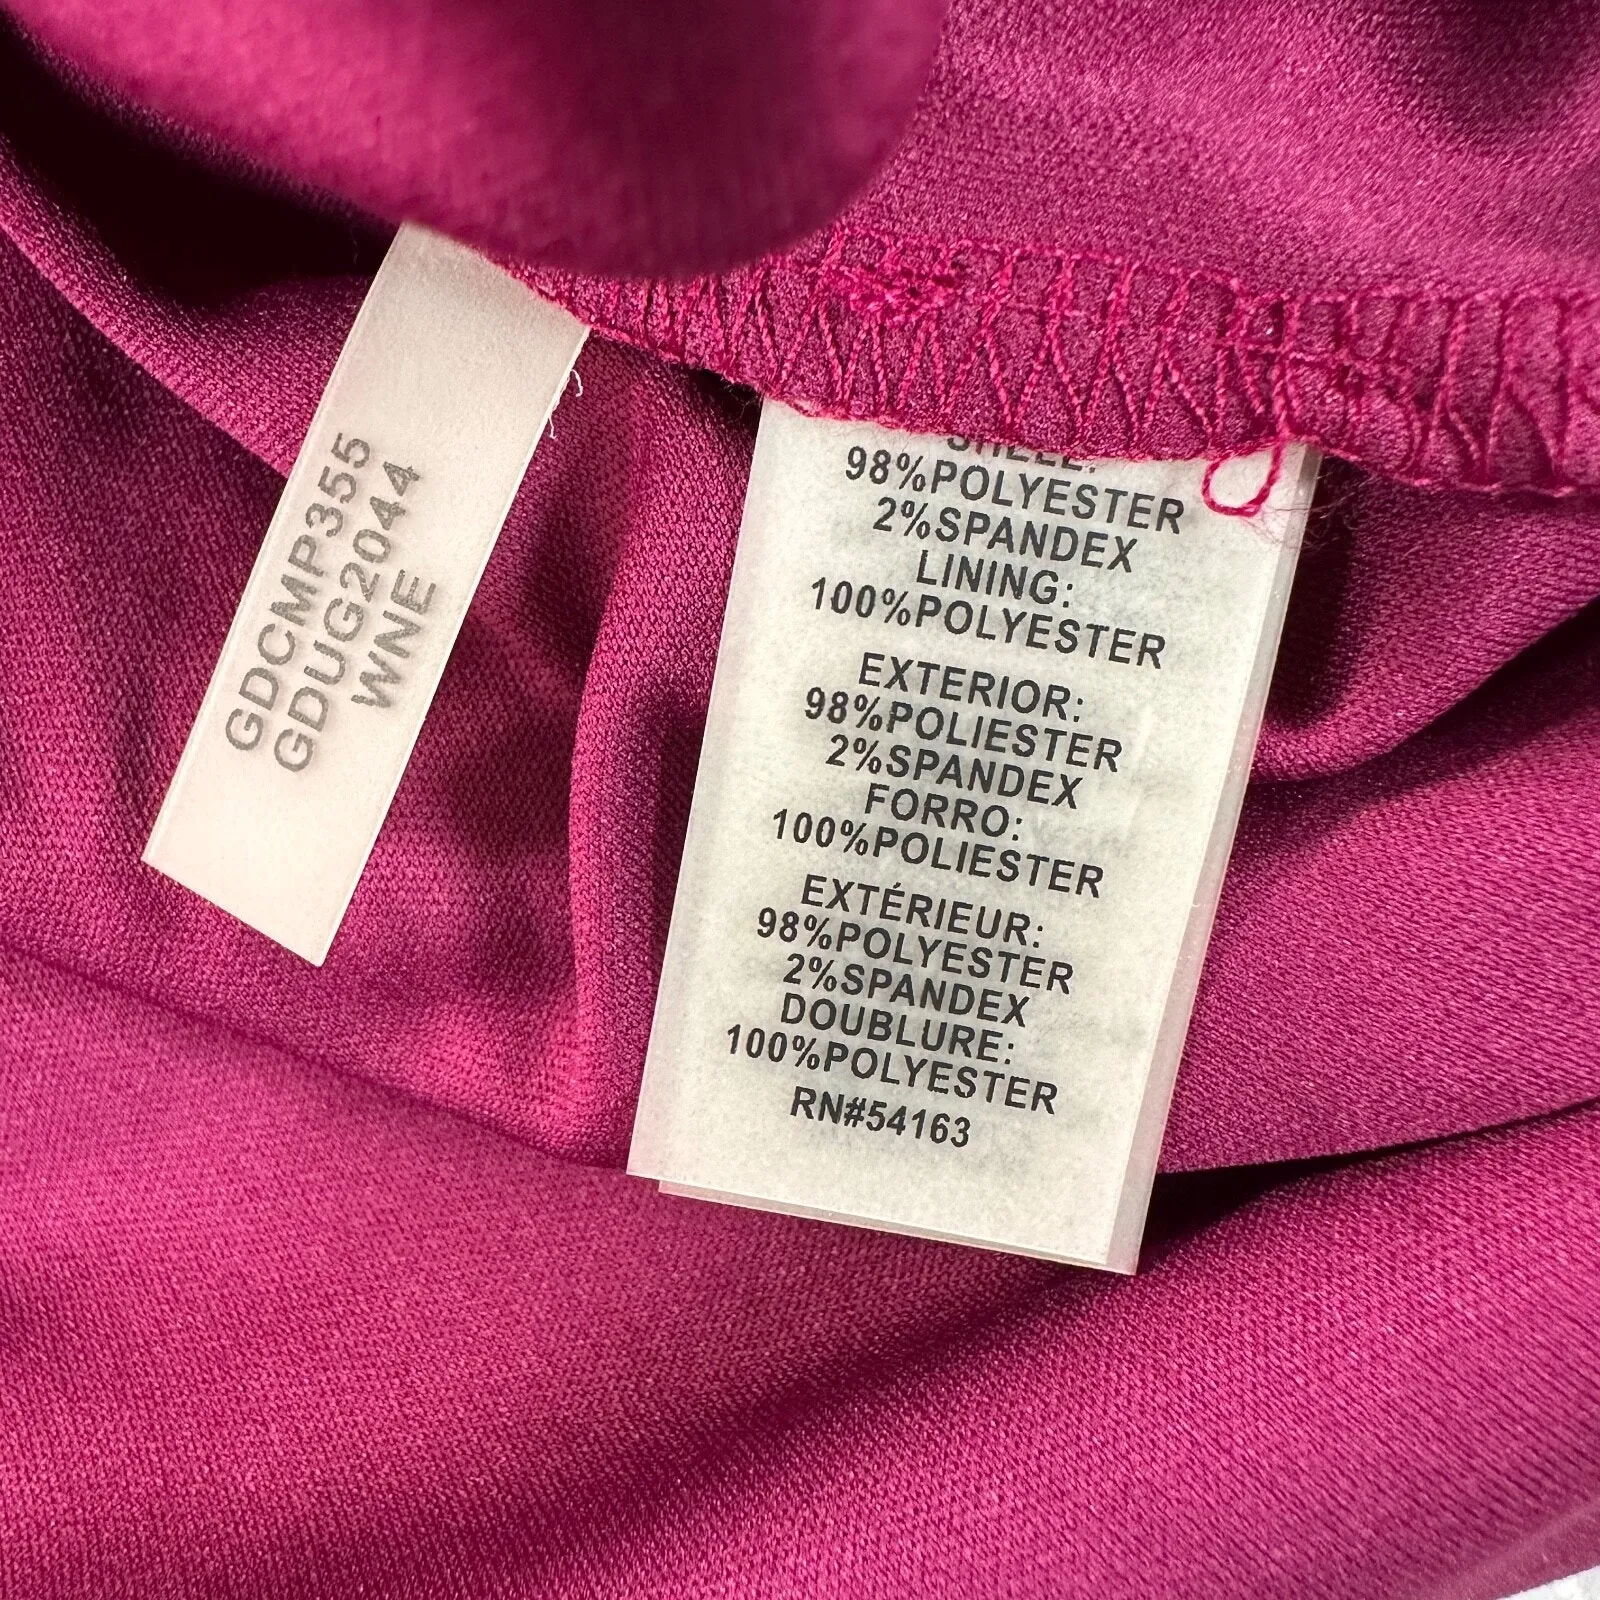 GDCMP355
GDUG2044
WNE
SHELL:
98%POLYESTER
2%SPANDEX
LINING:
100%POLYESTER
EXTERIOR:
98%POLIESTER
2%SPANDEX
FORRO:
100%POLIESTER
EXTÉRIEUR:
98%POLYESTER
2%SPANDEX
DOUBLURE:
100%POLYESTER
RN#54163